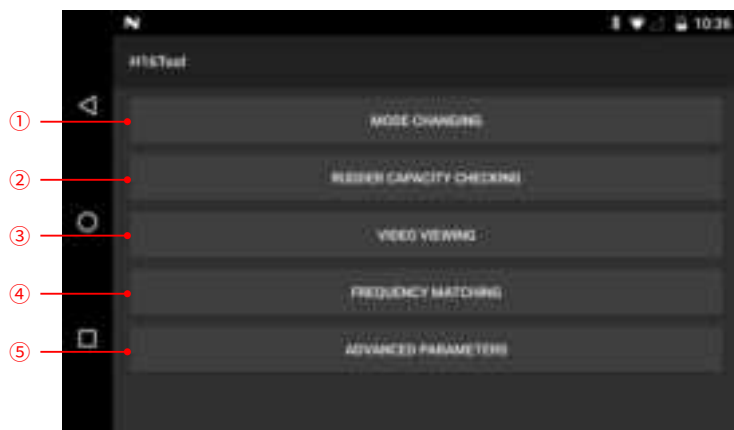 10:36
H16Tool
① MODE CHANGING
② RUDDER CAPACITY CHECKING
③ VIDEO VIEWING
④ FREQUENCY MATCHING
⑤ ADVANCED PARAMETERS